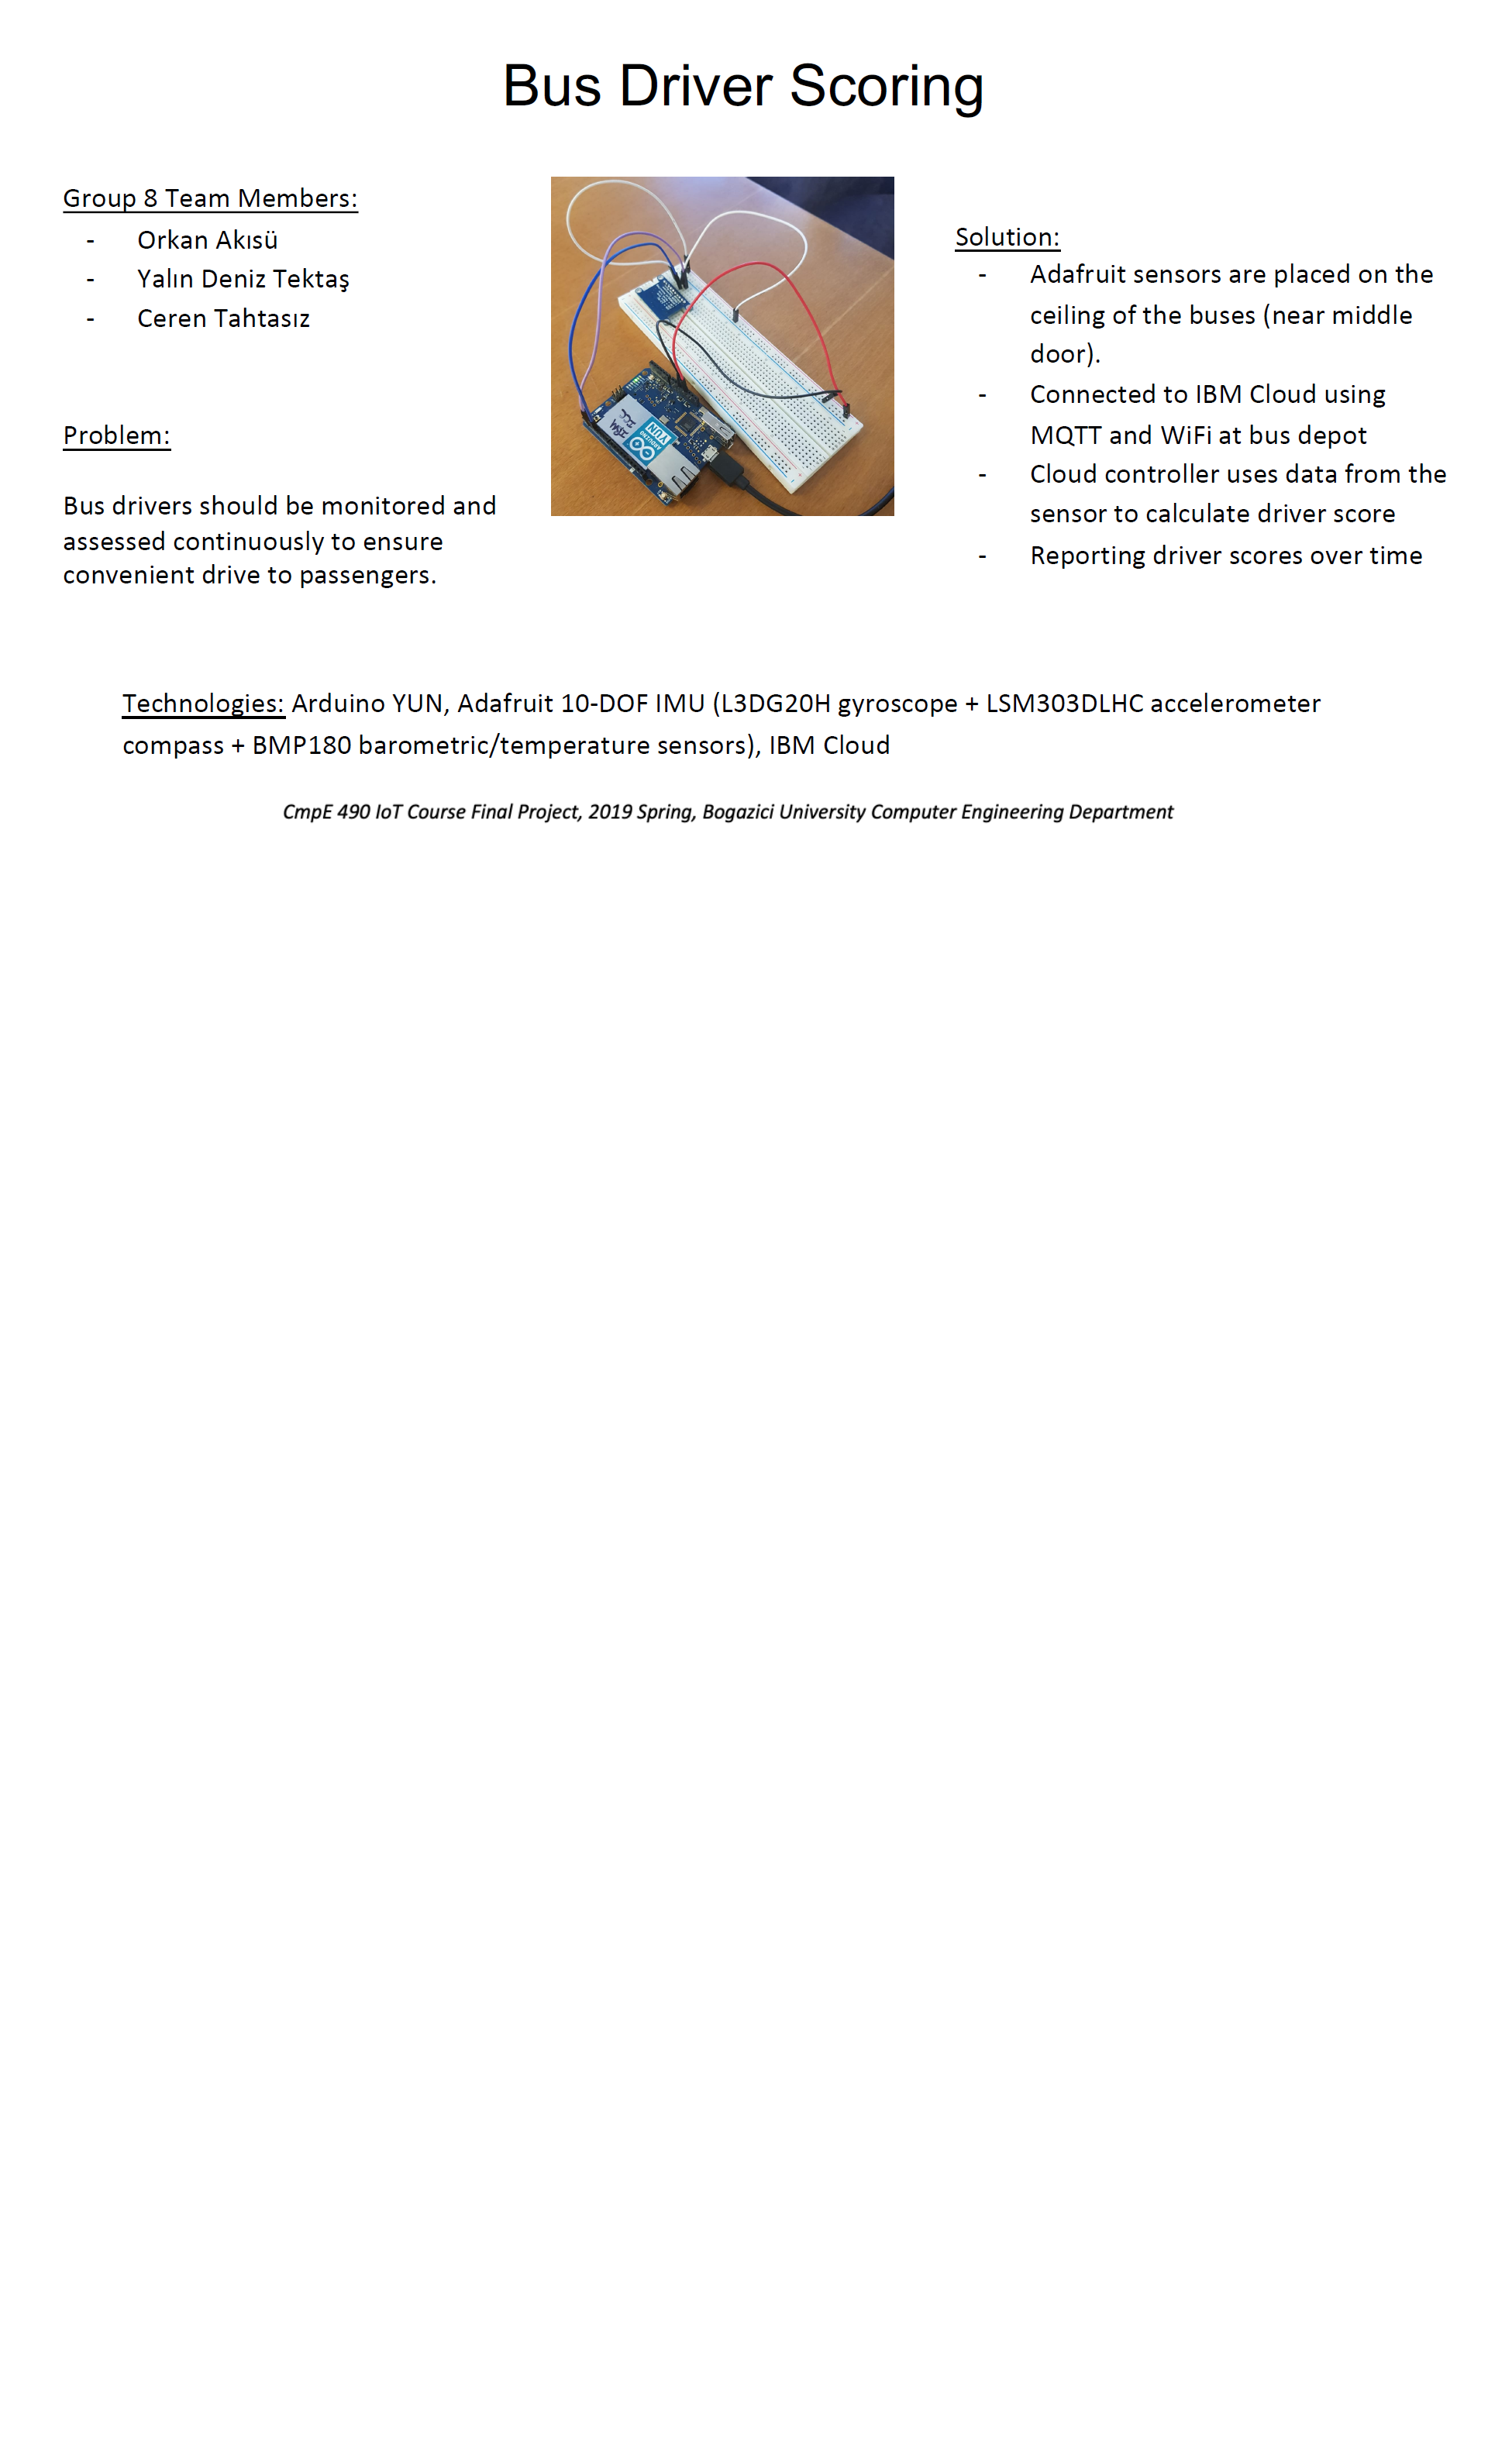 Bus Driver Scoring
Group 8 Team Members:
- Orkan Akısü
- Yalın Deniz Tektaş
- Ceren Tahtasız
Problem:
Bus drivers should be monitored and
assessed continuously to ensure
convenient drive to passengers.
YUN
Solution:
- Adafruit sensors are placed on the
ceiling of the buses (near middle
door).
- Connected to IBM Cloud using
MQTT and WiFi at bus depot
- Cloud controller uses data from the
sensor to calculate driver score
- Reporting driver scores over time
Technologies: Arduino YUN, Adafruit 10-DOF IMU (L3DG20H gyroscope + LSM303DLHC accelerometer
compass + BMP180 barometric/temperature sensors), IBM Cloud
CmpE 490 IoT Course Final Project, 2019 Spring, Bogazici University Computer Engineering Department